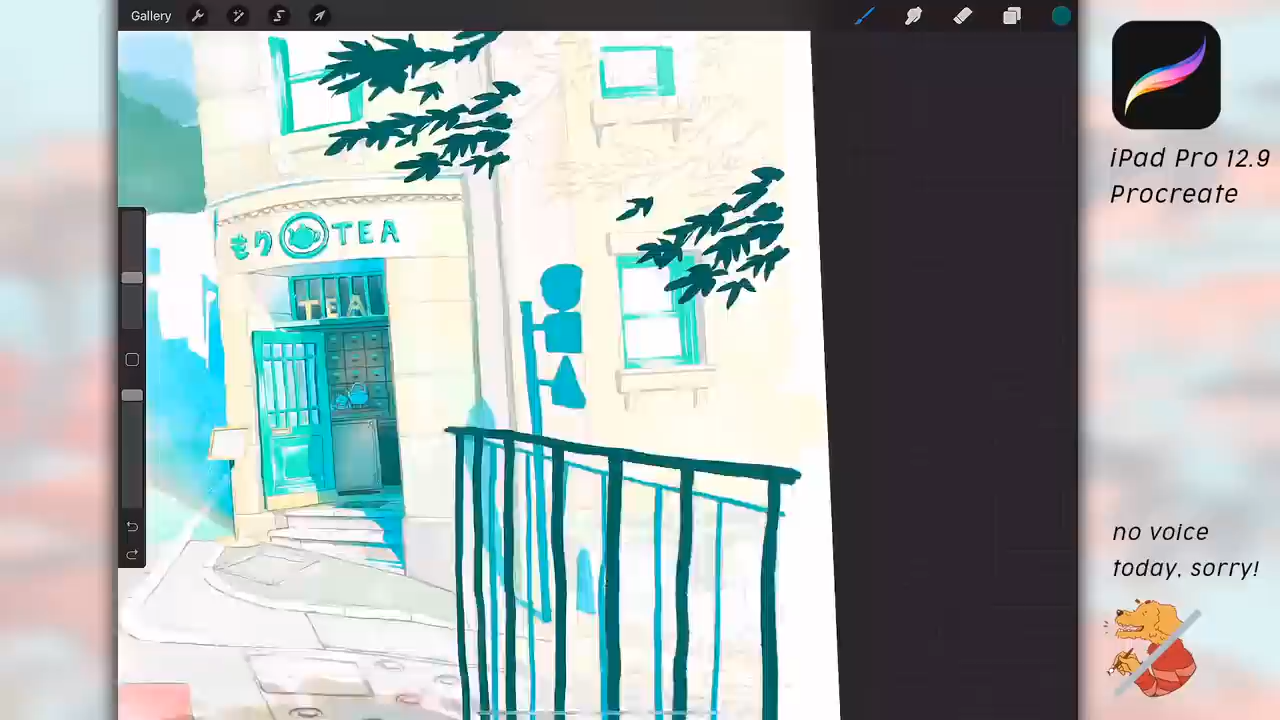 Gallery
iPad Pro 12.9
Procreate
もり TEA
TEA
no voice
today, sorry!